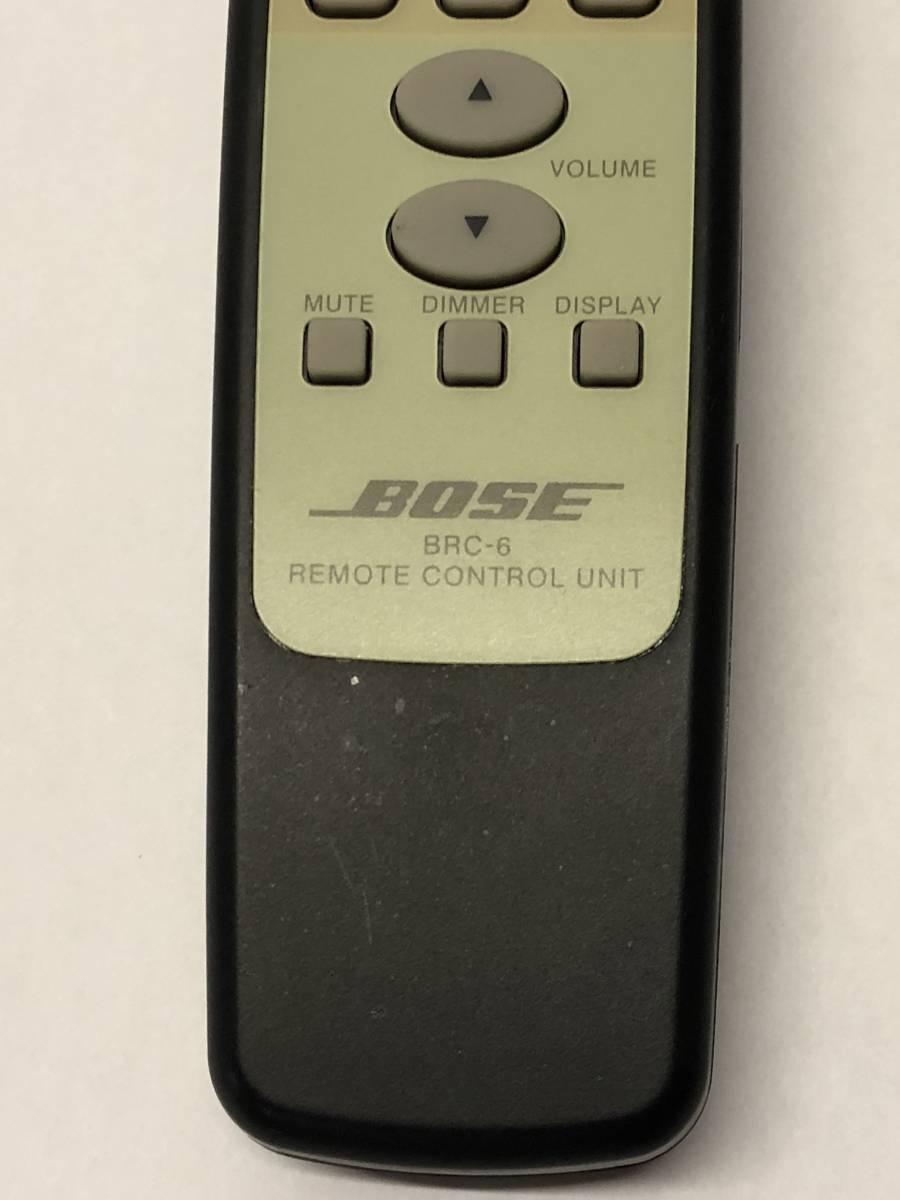 VOLUME
MUTE DIMMER DISPLAY
BOSE
BRC-6
REMOTE CONTROL UNIT